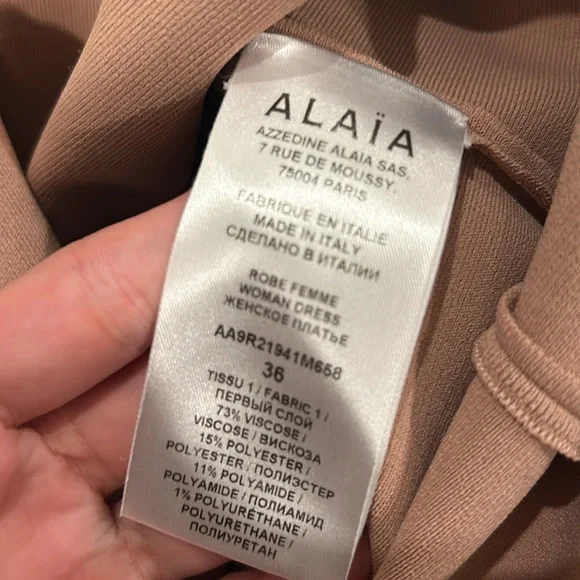 ALAÏA
AZZEDINE ALAIA SAS,
7 RUE DE MOUSSY,
75004 PARIS
FABRIQUE EN ITALIE
MADE IN ITALY
СДЕЛАНО В ИТАЛИИ
ROBE FEMME
WOMAN DRESS
ЖЕНСКОЕ ПЛАТЬЕ
AA9R21941M658
36
TISSU 1 / FABRIC 1 /
ПЕРВЫЙ СЛОЙ
73% VISCOSE /
VISCOSE / ВИСКОЗА
15% POLYESTER /
POLYESTER / ПОЛИЭСТЕР
11% POLYAMIDE /
POLYAMIDE / ПОЛИАМИД
1% POLYURETHANE /
POLYURETHANE /
ПОЛИУРЕТАН